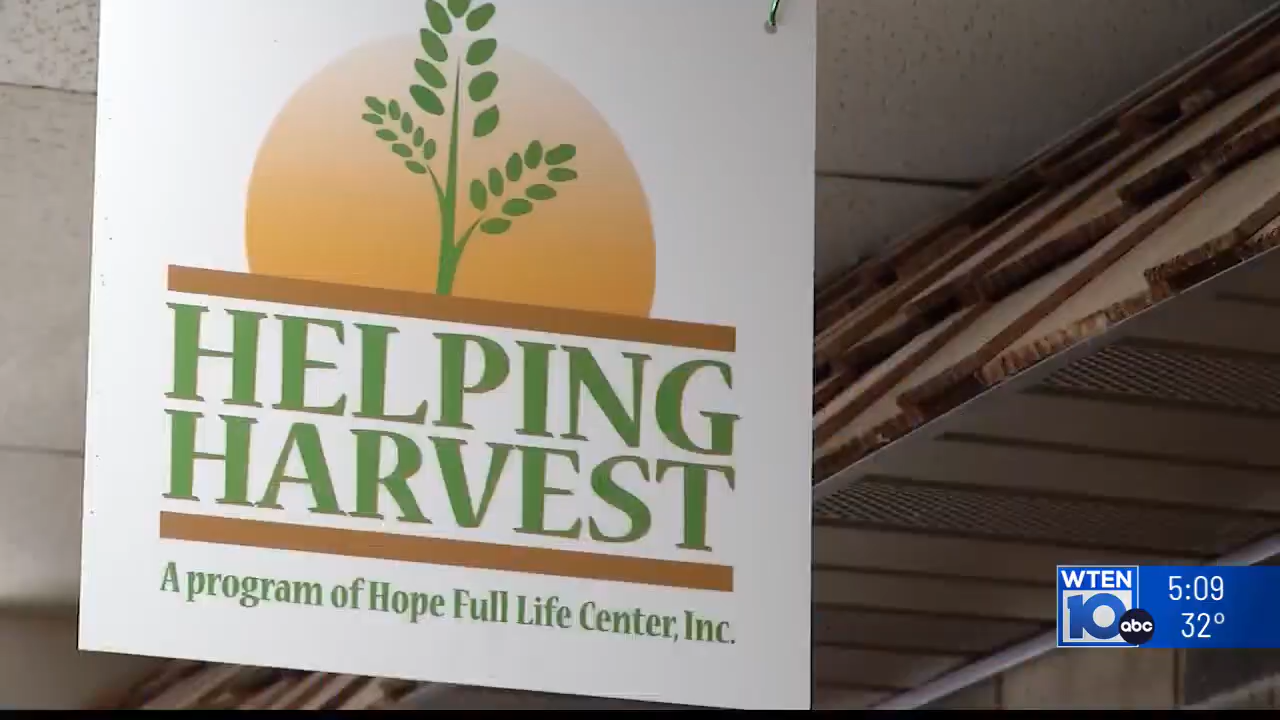 HELPING
HARVEST
A program of Hope Full Life Center, Inc.
WTEN
10
abc
5:09
32°